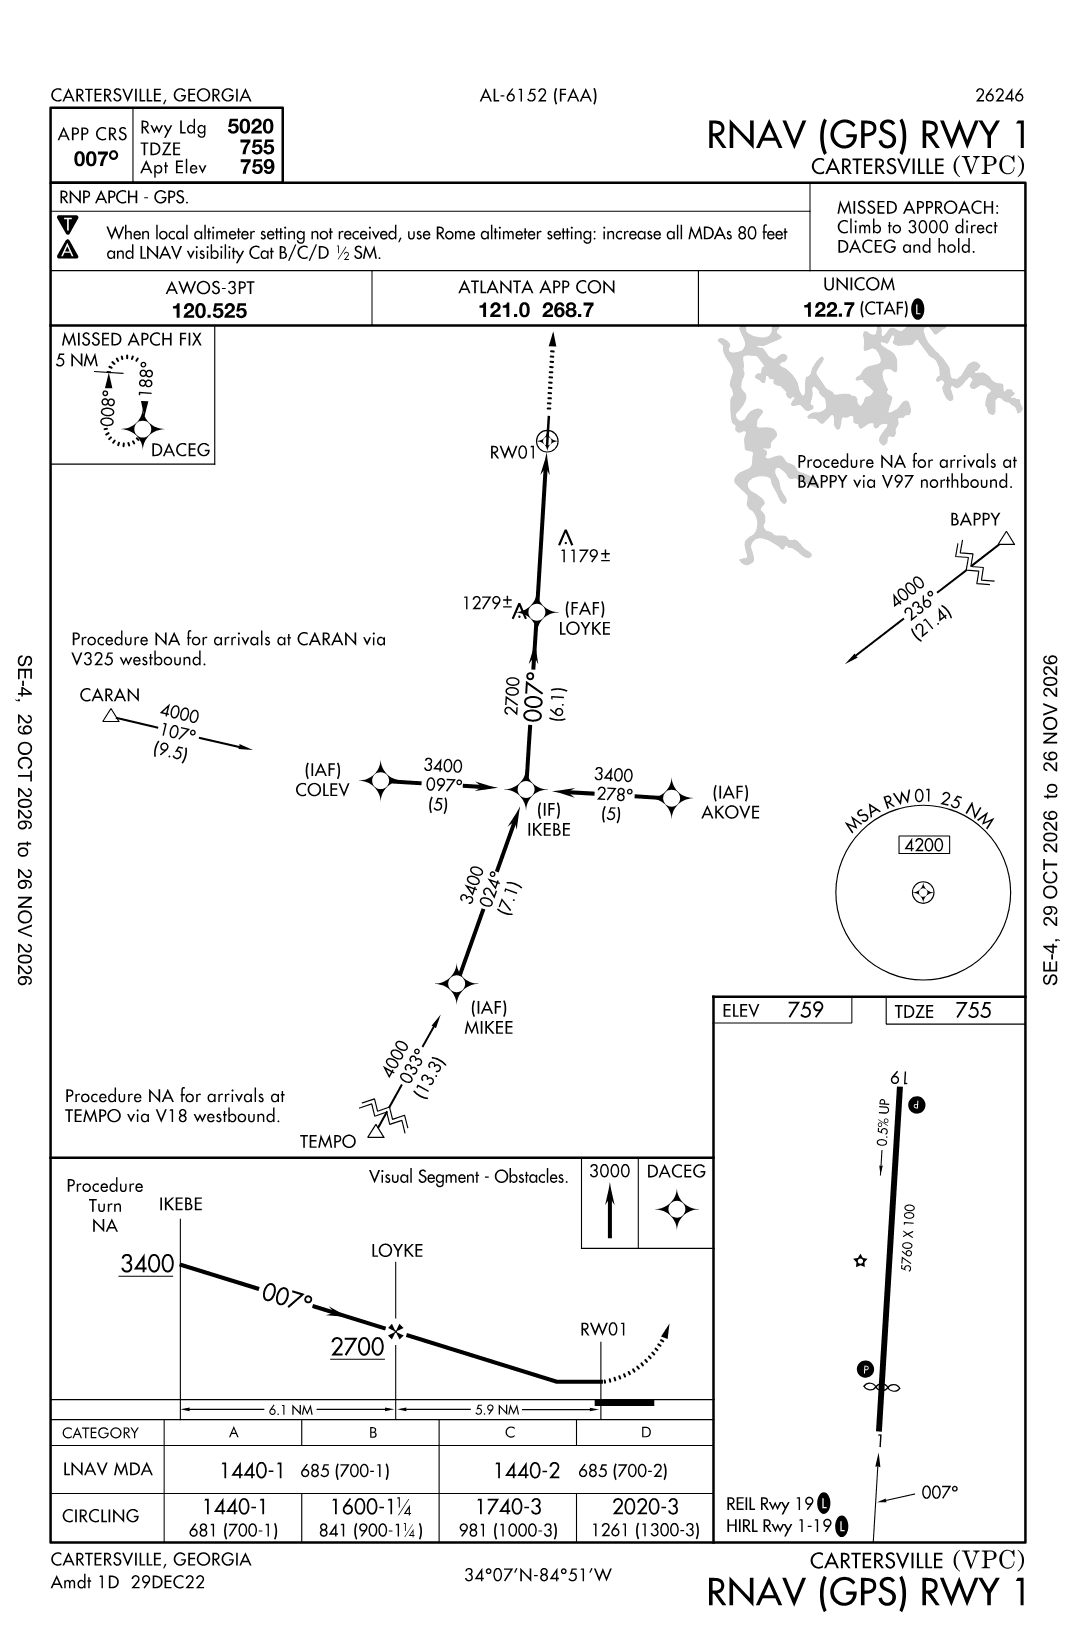 CARTERSVILLE, GEORGIA
AL-6152 (FAA)
26246
APP CRS
007°
Rwy Ldg 5020
TDZE 755
Apt Elev 759
RNAV (GPS) RWY 1
CARTERSVILLE (VPC)
RNP APCH - GPS.
T
A
When local altimeter setting not received, use Rome altimeter setting: increase all MDAs 80 feet
and LNAV visibility Cat B/C/D ½ SM.
MISSED APPROACH:
Climb to 3000 direct
DACEG and hold.
AWOS-3PT
120.525
ATLANTA APP CON
121.0 268.7
UNICOM
122.7 (CTAF) L
MISSED APCH FIX
5 NM
008°
188°
DACEG
RW01
Procedure NA for arrivals at
BAPPY via V97 northbound.
BAPPY
4000
236°
(21.4)
1179±
1279±
(FAF)
LOYKE
Procedure NA for arrivals at CARAN via
V325 westbound.
CARAN
4000
107°
(9.5)
2700
007°
(6.1)
(IAF)
COLEV
3400
097°
(5)
3400
278°
(5)
(IAF)
AKOVE
(IF)
IKEBE
MSA RW01 25 NM
4200
3400
024°
(7.1)
(IAF)
MIKEE
4000
033°
(13.3)
Procedure NA for arrivals at
TEMPO via V18 westbound.
TEMPO
SE-4, 29 OCT 2026 to 26 NOV 2026
SE-4, 29 OCT 2026 to 26 NOV 2026
ELEV 759
TDZE 755
19
P
0.5% UP
5760 X 100
P
1
007°
REIL Rwy 19 L
HIRL Rwy 1-19 L
Procedure
Turn
NA
IKEBE
Visual Segment - Obstacles.
3000
DACEG
LOYKE
3400
007°
2700
RW01
6.1 NM
5.9 NM
CATEGORY A B C D
LNAV MDA 1440-1 685 (700-1) 1440-2 685 (700-2)
CIRCLING 1440-1 1600-1¼ 1740-3 2020-3
681 (700-1) 841 (900-1¼) 981 (1000-3) 1261 (1300-3)
CARTERSVILLE, GEORGIA
Amdt 1D 29DEC22
34°07'N-84°51'W
CARTERSVILLE (VPC)
RNAV (GPS) RWY 1